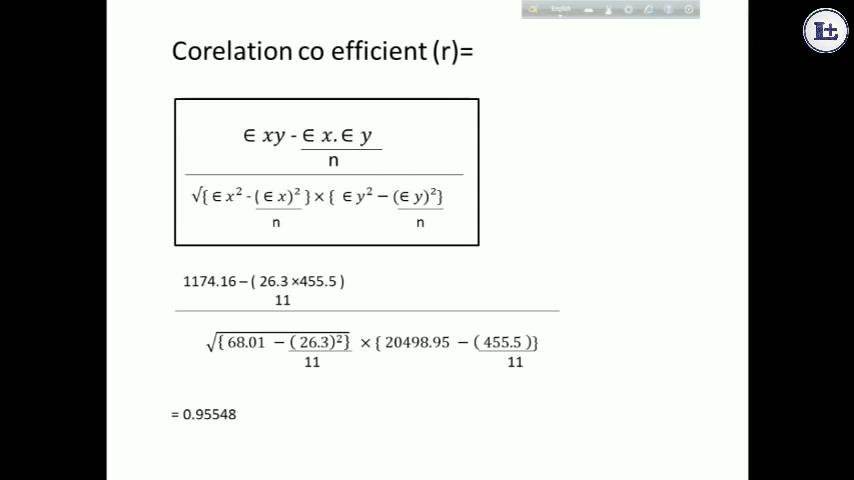 English
L+
Corelation co efficient (r)=
∈ xy - ∈ x.∈ y
n
√{ ∈ x² - ( ∈ x)² } × { ∈ y² − (∈ y)²}
n n
1174.16 – ( 26.3 ×455.5 )
11
√{ 68.01 − ( 26.3)²} × { 20498.95 − ( 455.5 )}
11 11
= 0.95548